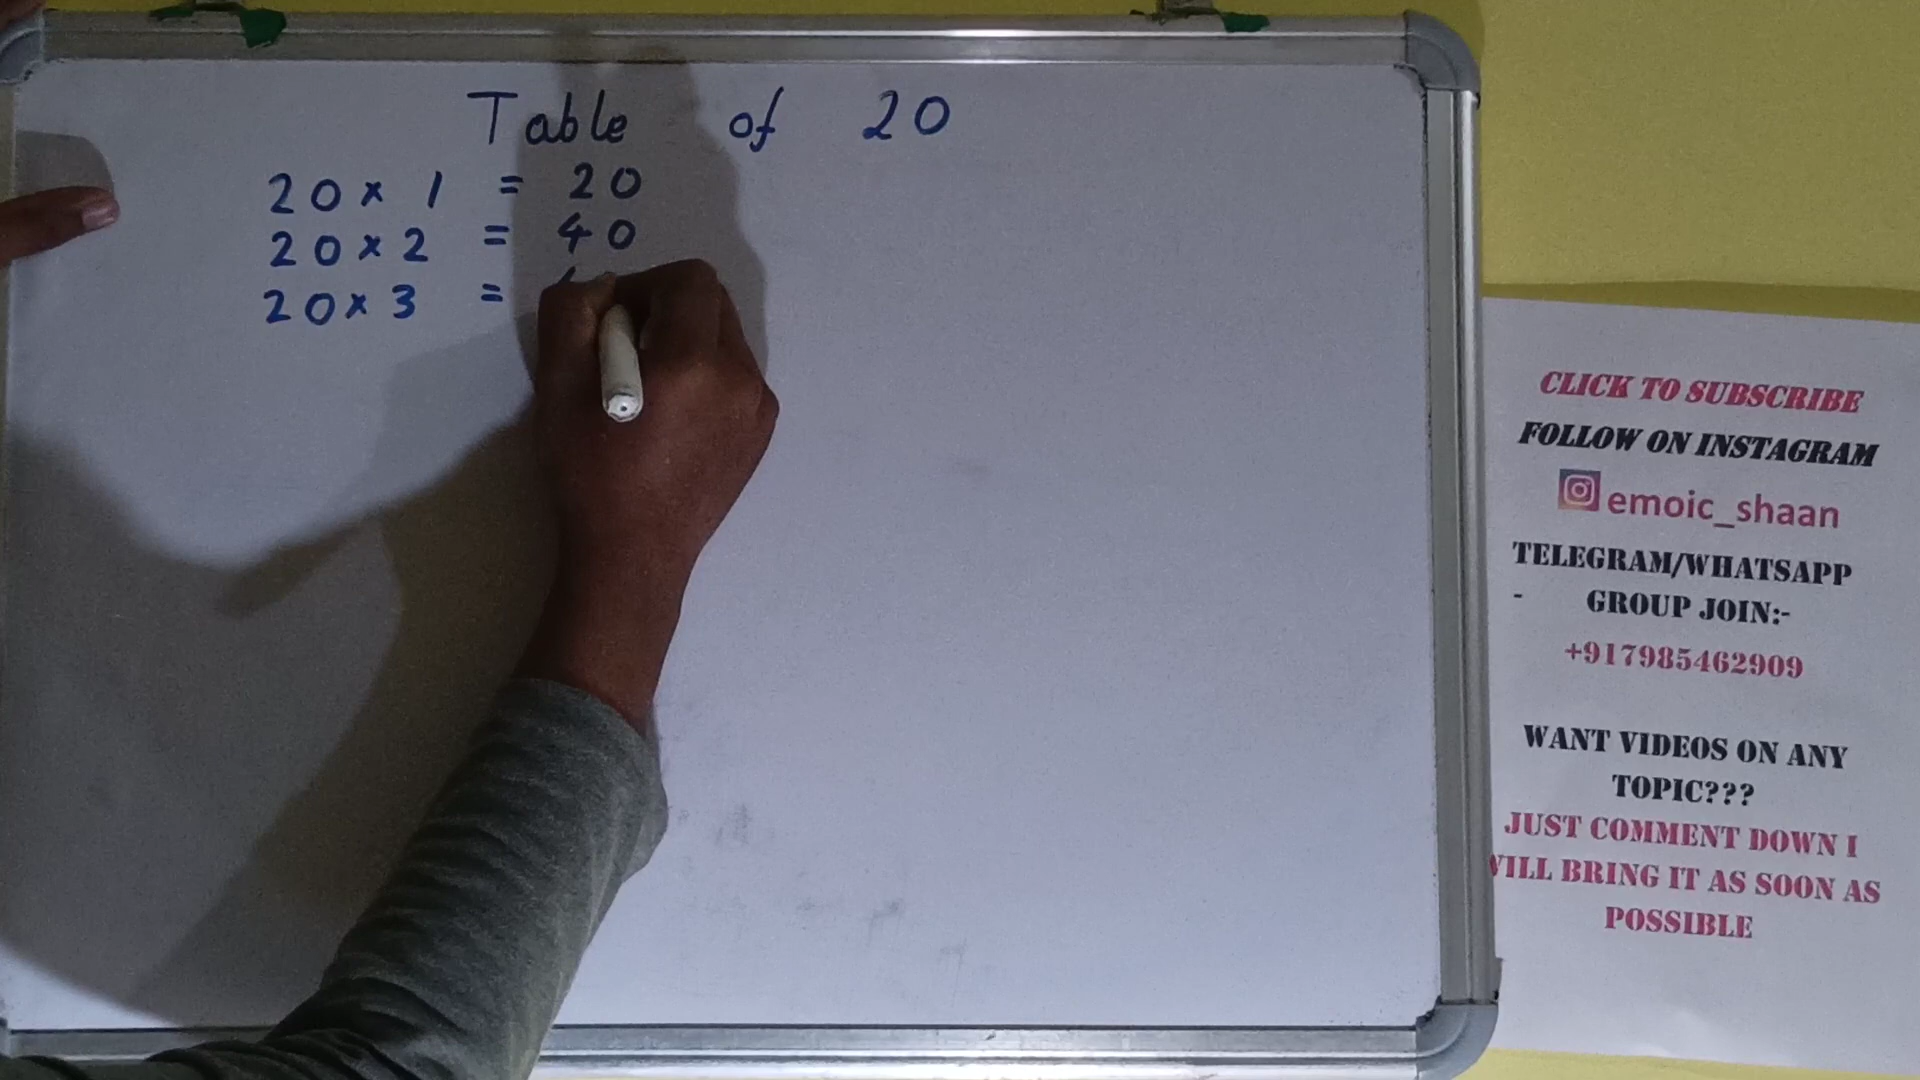 Table of 20
20 × 1 = 20
20 × 2 = 40
20 × 3 =
CLICK TO SUBSCRIBE
FOLLOW ON INSTAGRAM
emoic_shaan
TELEGRAM/WHATSAPP
- GROUP JOIN:-
+917985462909
WANT VIDEOS ON ANY
TOPIC???
JUST COMMENT DOWN I
WILL BRING IT AS SOON AS
POSSIBLE